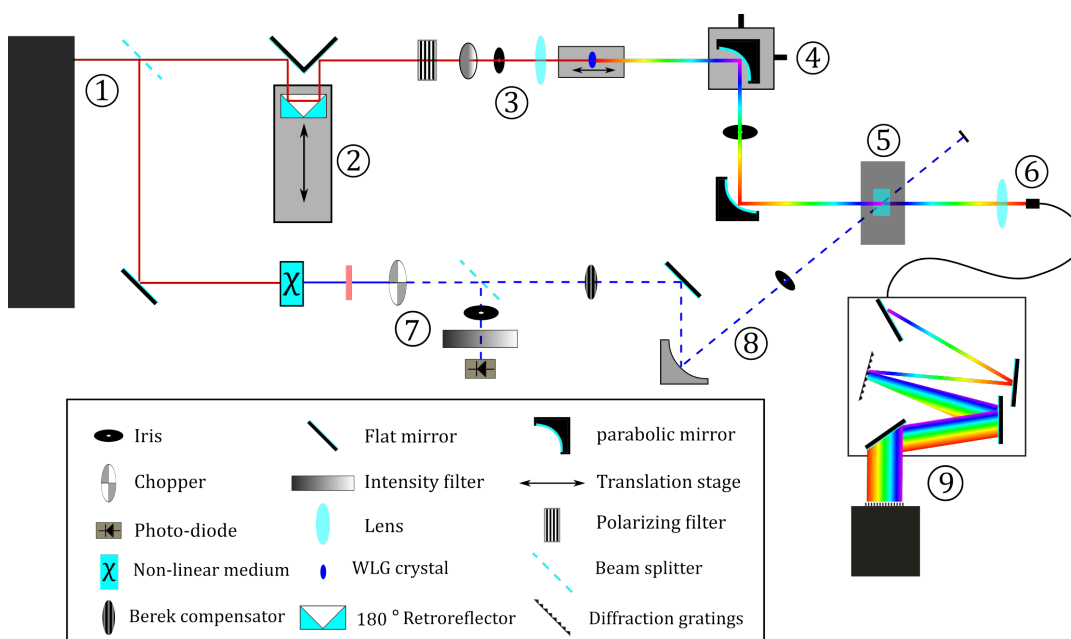 ①
②
③
④
⑤
⑥
χ
⑦
⑧
⑨
Iris
Flat mirror
parabolic mirror
Chopper
Intensity filter
Translation stage
Photo-diode
Lens
Polarizing filter
χ
Non-linear medium
WLG crystal
Beam splitter
Berek compensator
180 ° Retroreflector
Diffraction gratings